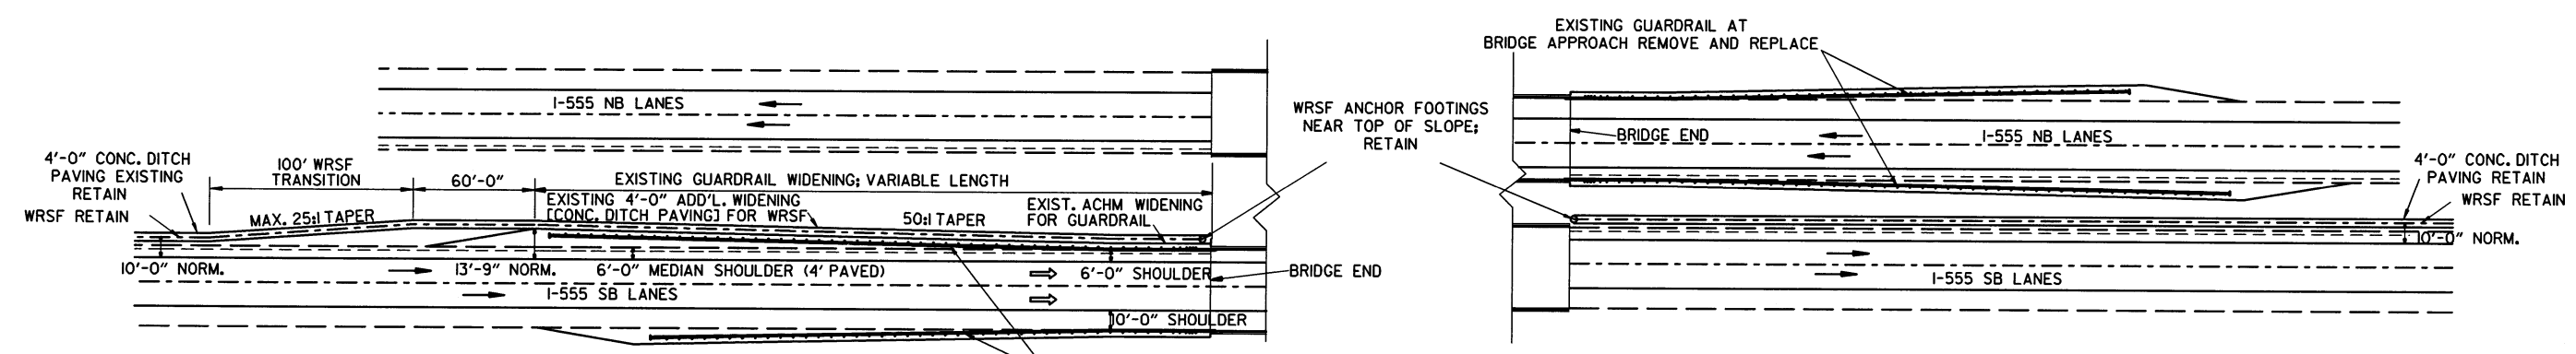 EXISTING GUARDRAIL AT
BRIDGE APPROACH REMOVE AND REPLACE
I-555 NB LANES
WRSF ANCHOR FOOTINGS
NEAR TOP OF SLOPE;
RETAIN
BRIDGE END
I-555 NB LANES
4'-0" CONC. DITCH
PAVING EXISTING
RETAIN
WRSF RETAIN
100' WRSF
TRANSITION
60'-0"
EXISTING GUARDRAIL WIDENING; VARIABLE LENGTH
MAX. 25:1 TAPER
EXISTING 4'-0" ADD'L. WIDENING
[CONC. DITCH PAVING] FOR WRSF
50:1 TAPER
EXIST. ACHM WIDENING
FOR GUARDRAIL
4'-0" CONC. DITCH
PAVING RETAIN
WRSF RETAIN
10'-0" NORM.
10'-0" NORM.
13'-9" NORM.
6'-0" MEDIAN SHOULDER (4' PAVED)
6'-0" SHOULDER
BRIDGE END
I-555 SB LANES
I-555 SB LANES
10'-0" SHOULDER